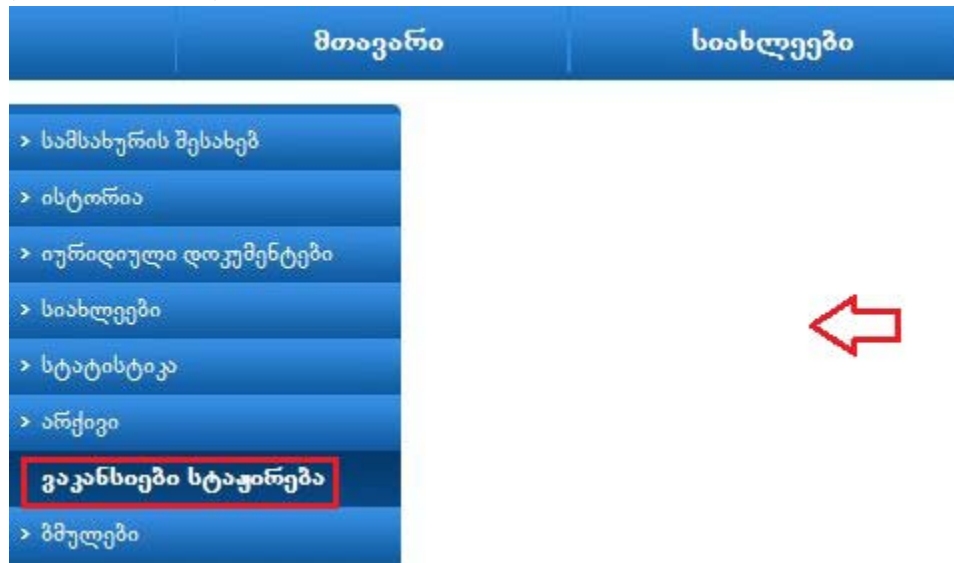 მთავარი სიახლეები
> სამსახურის შესახებ
> ისტორია
> იურიდიული დოკუმენტები
> სიახლეები
> სტატისტიკა
> არქივი
ვაკანსიები სტაჟირება
> ბმულები